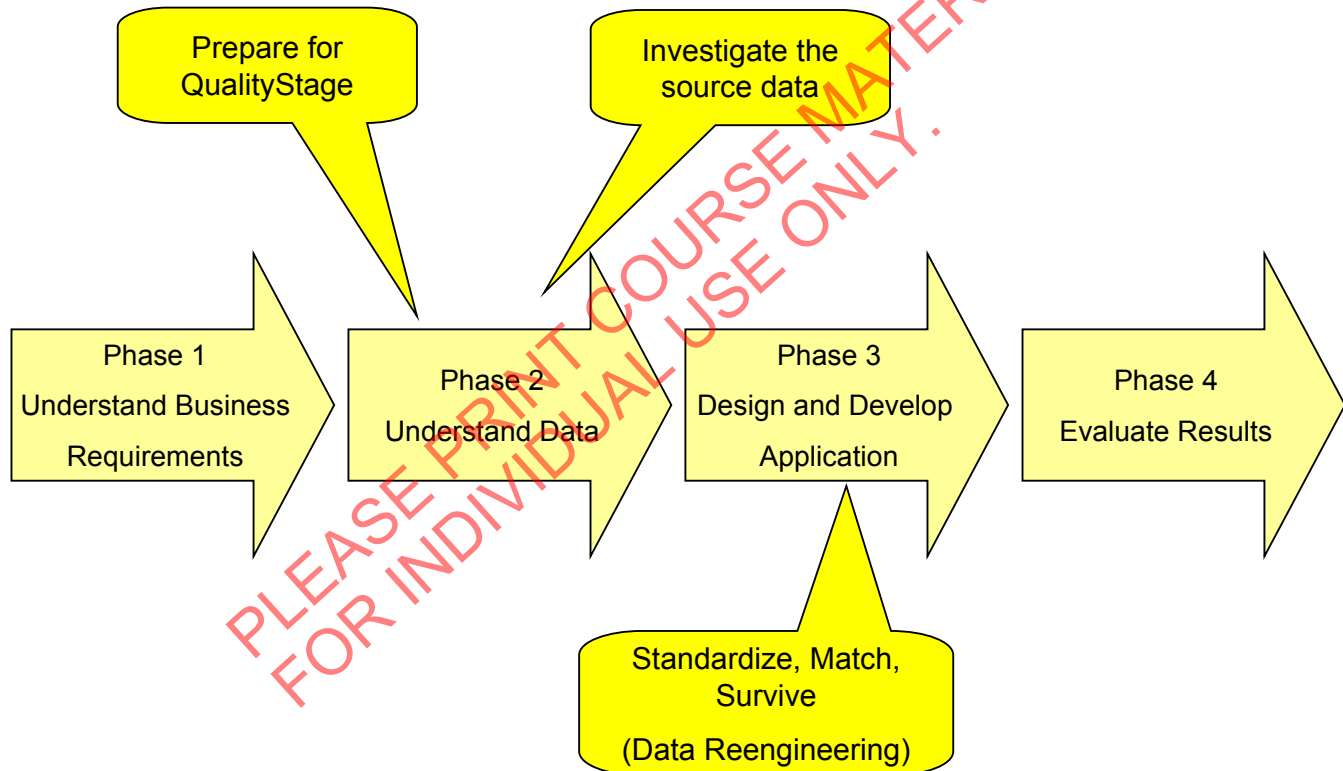 Prepare for
QualityStage
Investigate the
source data
Phase 1
Understand Business
Requirements
Phase 2
Understand Data
Phase 3
Design and Develop
Application
Phase 4
Evaluate Results
Standardize, Match,
Survive
(Data Reengineering)
PLEASE PRINT COURSE MATER
FOR INDIVIDUAL USE ONLY.